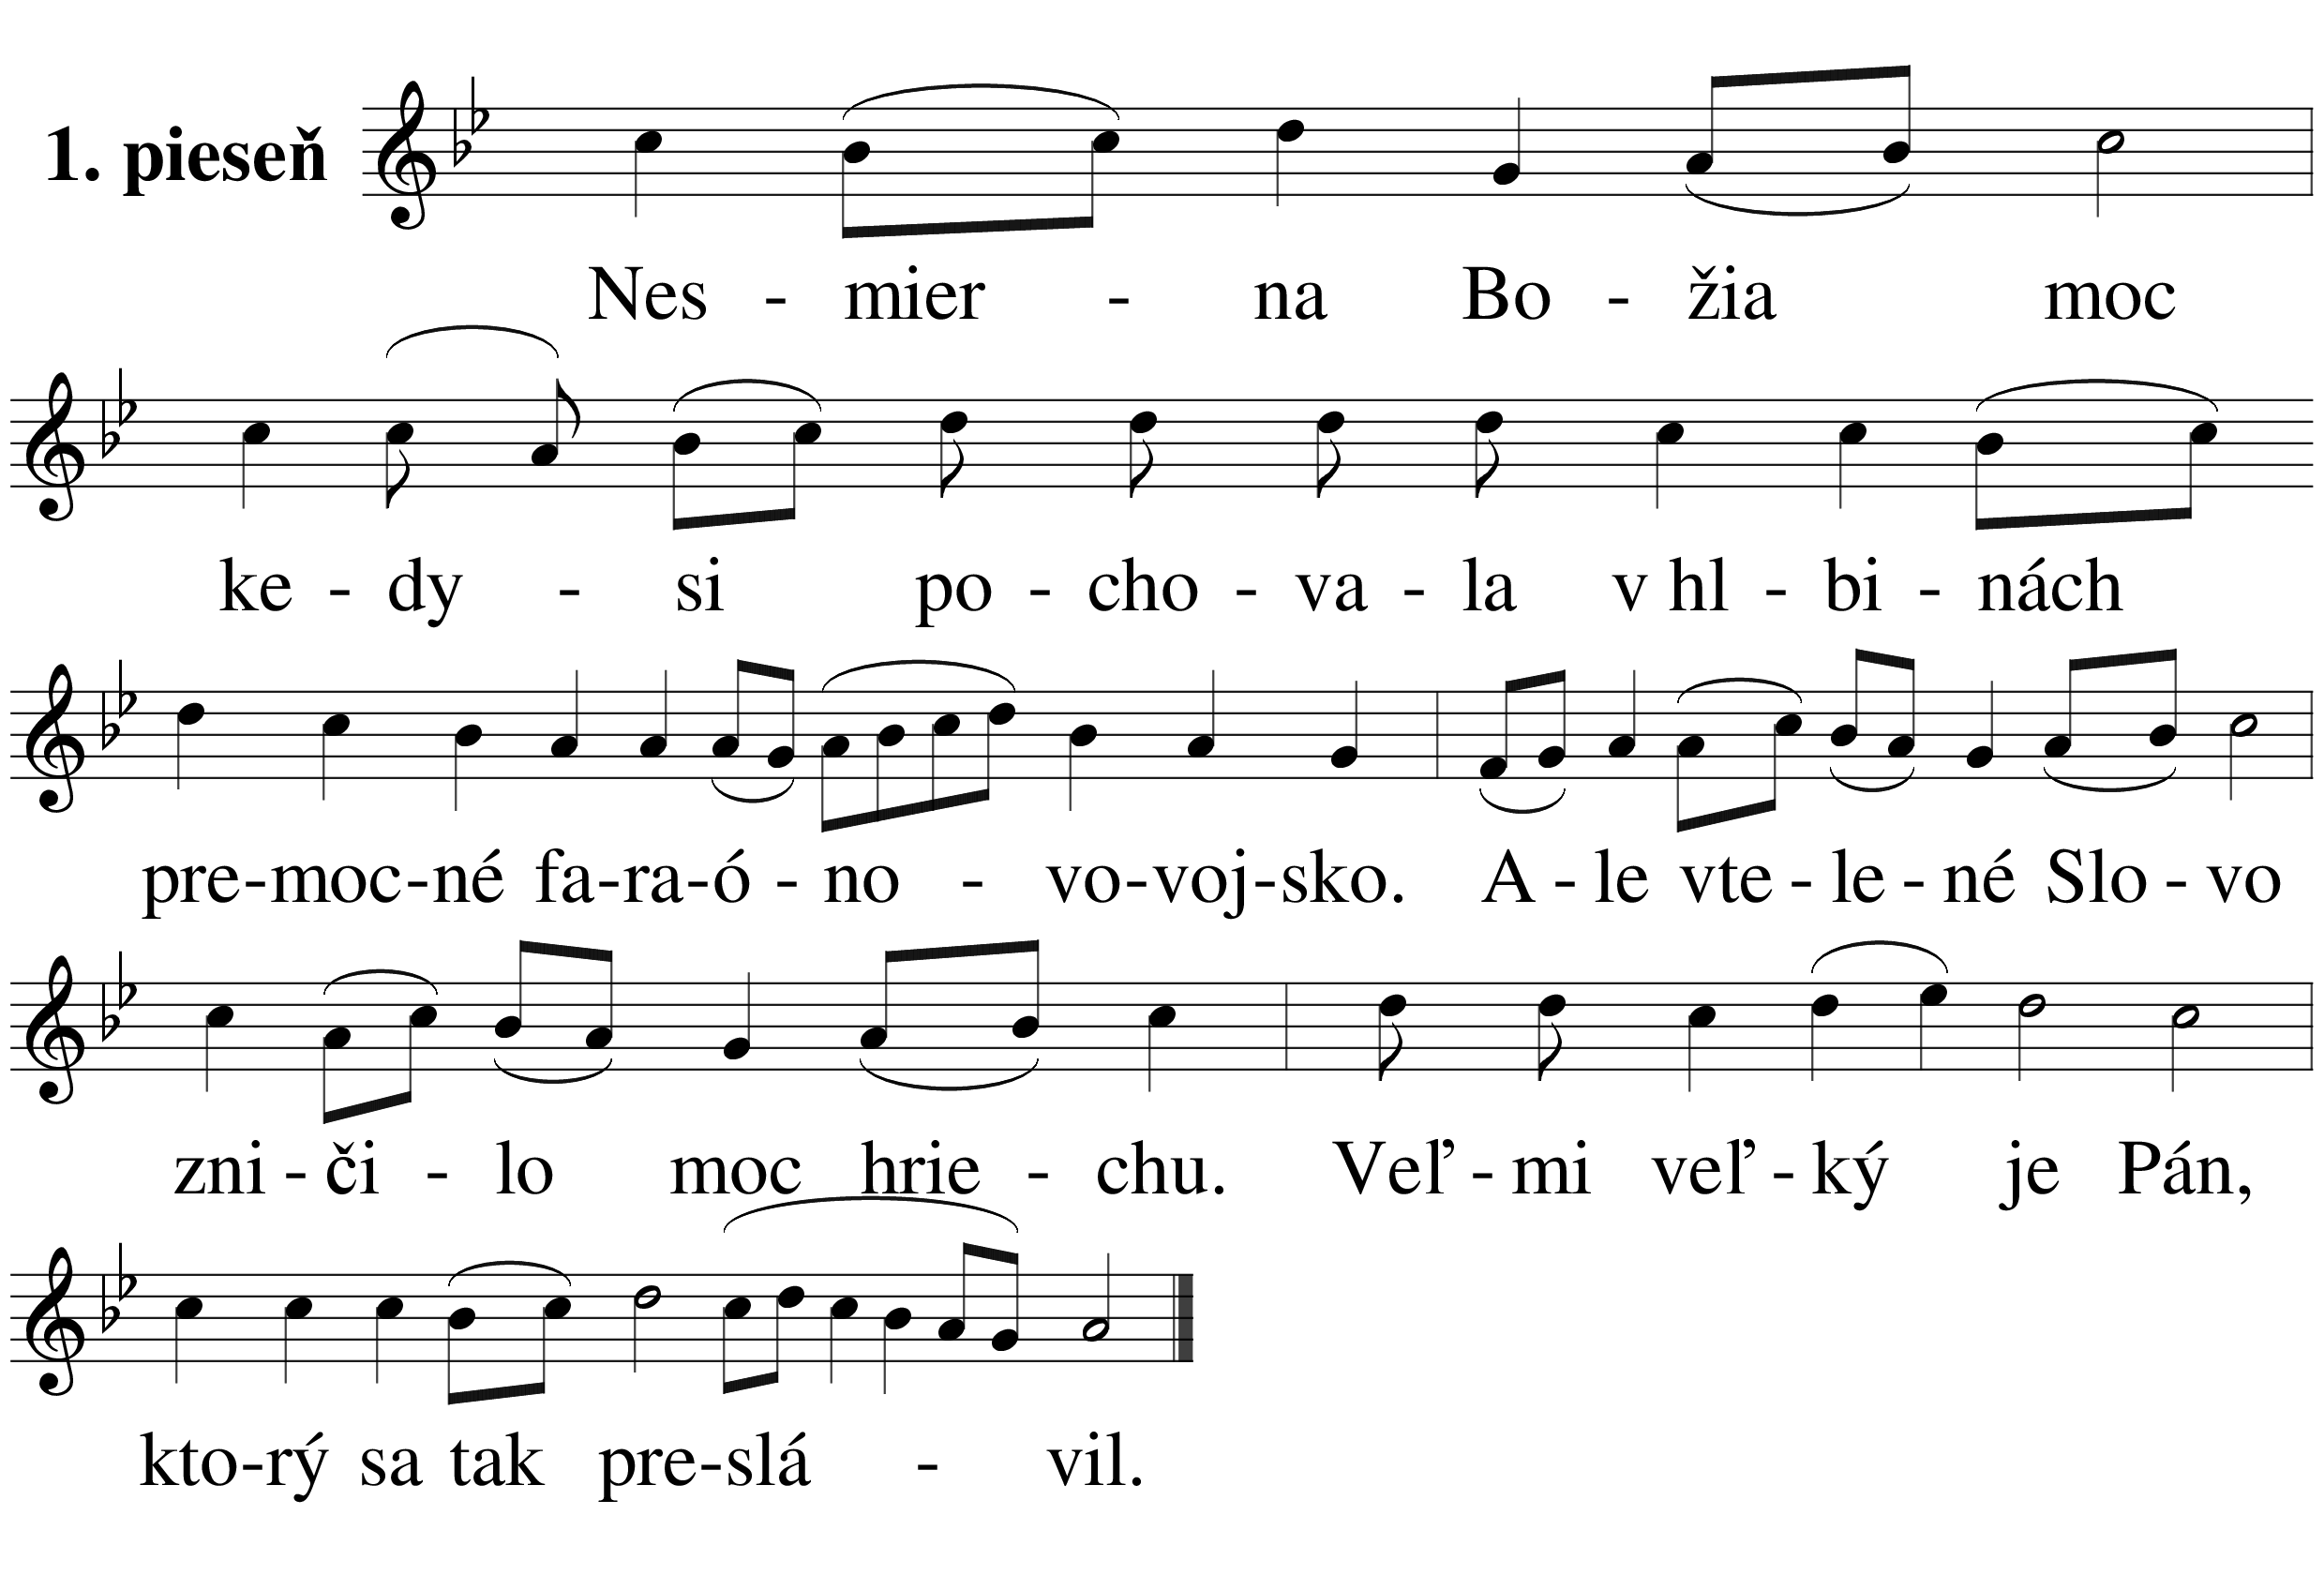 1. pieseň
Nes - mier - na Bo - žia moc
ke - dy - si po - cho - va - la v hl - bi - nách
pre-moc-né fa-ra-ó - no - vo-voj-sko. A - le vte - le - né Slo - vo
zni - či - lo moc hrie - chu. Veľ - mi veľ - ký je Pán,
kto-rý sa tak pre-slá - vil.